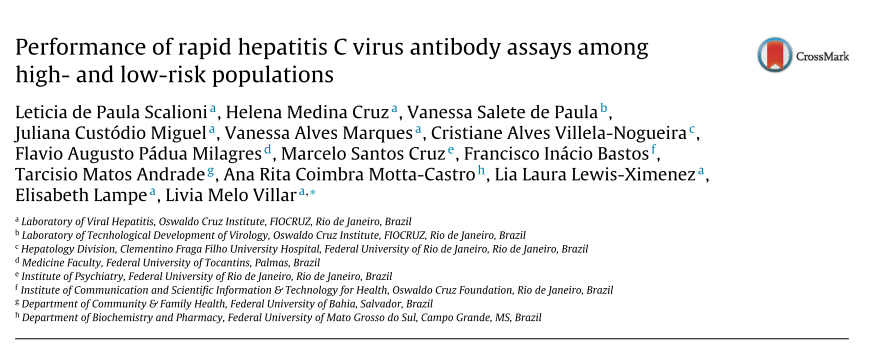 Performance of rapid hepatitis C virus antibody assays among
high- and low-risk populations
CrossMark
Leticia de Paula Scalioni a, Helena Medina Cruz a, Vanessa Salete de Paula b,
Juliana Custódio Miguel a, Vanessa Alves Marques a, Cristiane Alves Villela-Nogueira c,
Flavio Augusto Pádua Milagres d, Marcelo Santos Cruz e, Francisco Inácio Bastos f,
Tarcisio Matos Andrade g, Ana Rita Coimbra Motta-Castro h, Lia Laura Lewis-Ximenez a,
Elisabeth Lampe a, Livia Melo Villar a,*
a Laboratory of Viral Hepatitis, Oswaldo Cruz Institute, FIOCRUZ, Rio de Janeiro, Brazil
b Laboratory of Tecnhological Development of Virology, Oswaldo Cruz Institute, FIOCRUZ, Rio de Janeiro, Brazil
c Hepatology Division, Clementino Fraga Filho University Hospital, Federal University of Rio de Janeiro, Rio de Janeiro, Brazil
d Medicine Faculty, Federal University of Tocantins, Palmas, Brazil
e Institute of Psychiatry, Federal University of Rio de Janeiro, Rio de Janeiro, Brazil
f Institute of Communication and Scientific Information & Technology for Health, Oswaldo Cruz Foundation, Rio de Janeiro, Brazil
g Department of Community & Family Health, Federal University of Bahia, Salvador, Brazil
h Department of Biochemistry and Pharmacy, Federal University of Mato Grosso do Sul, Campo Grande, MS, Brazil